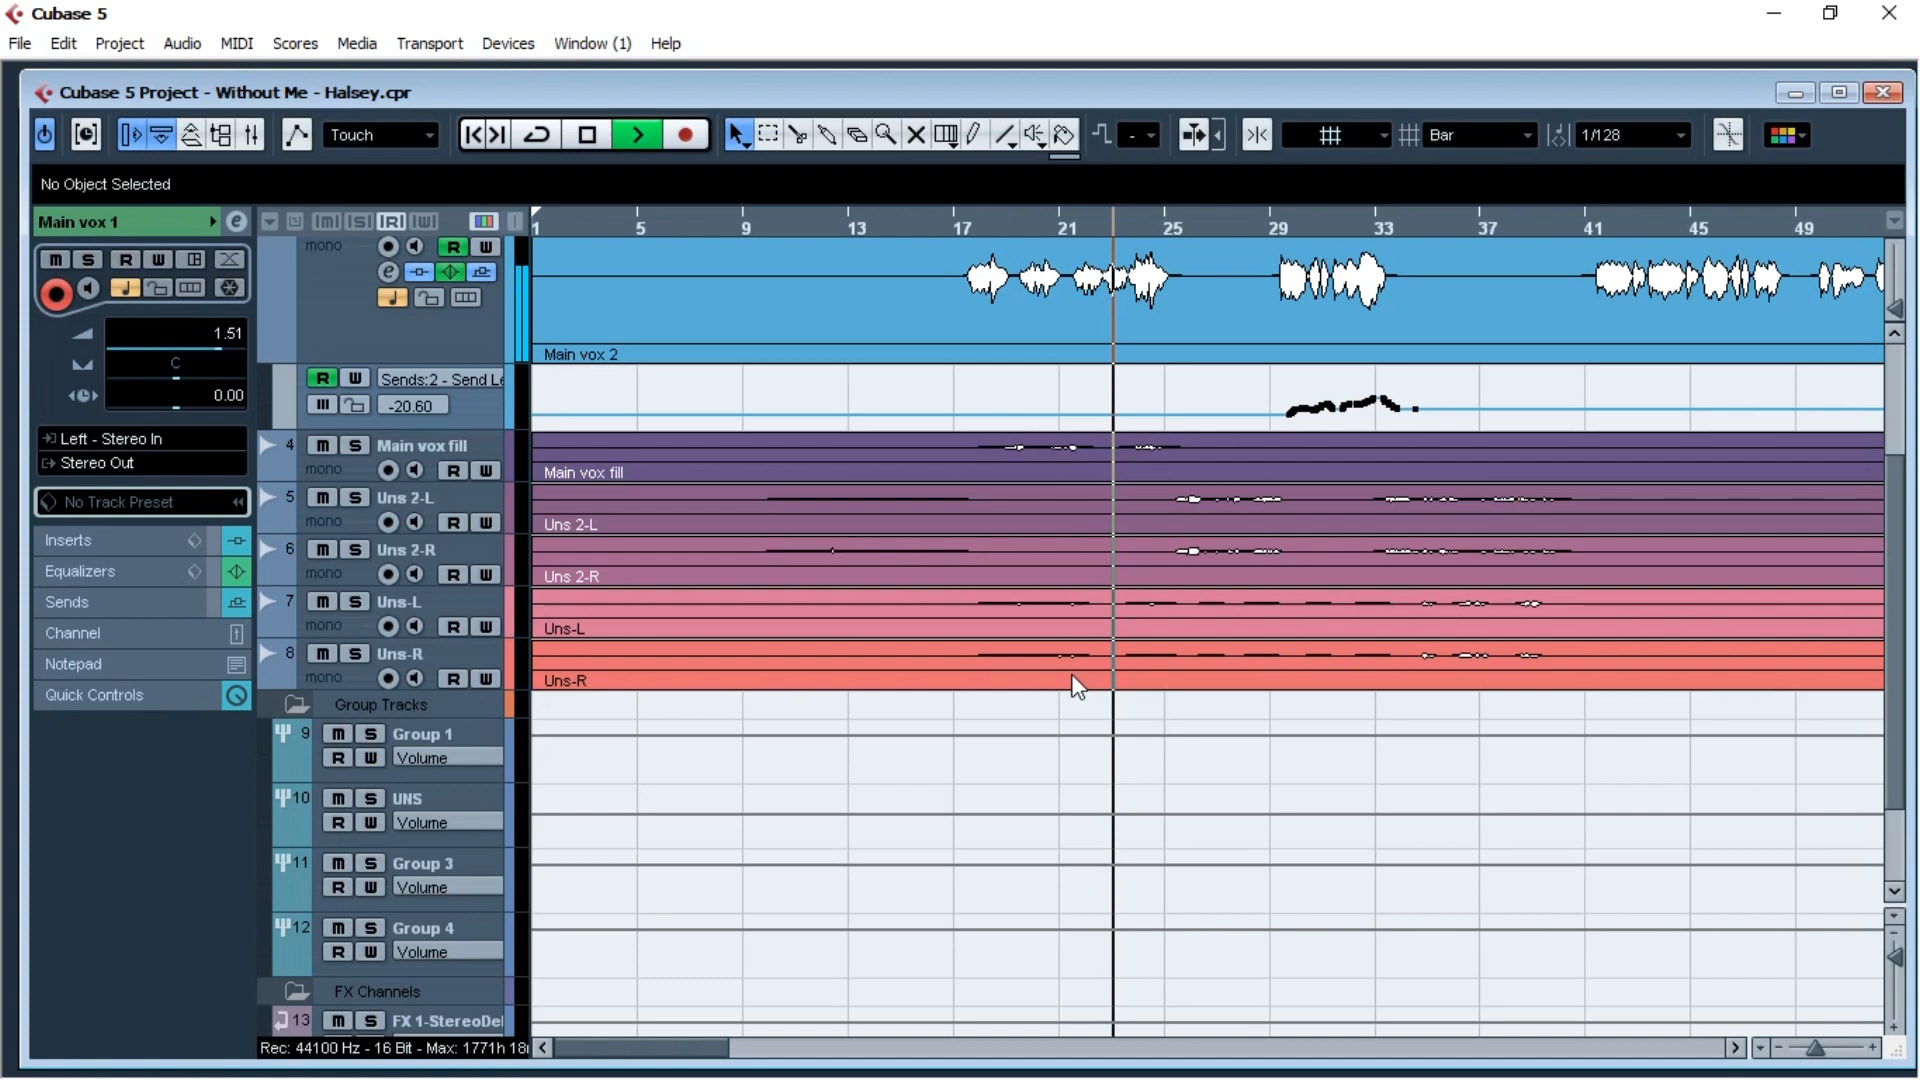 Cubase 5
File Edit Project Audio MIDI Scores Media Transport Devices Window (1) Help
Cubase 5 Project - Without Me - Halsey.cpr
Touch - Bar 1/128
No Object Selected
Main vox 1 e [M] [S] [R] [W] 1 5 9 13 17 21 25 29 33 37 41 45 49
mono R W
M S R W
e
1.51
Main vox 2
C
R W Sends:2 - Send Le
0.00
-20.60
Left - Stereo In
4 M S Main vox fill
Stereo Out
mono R W
Main vox fill
No Track Preset
5 M S Uns 2-L
mono R W
Uns 2-L
Inserts
6 M S Uns 2-R
Equalizers
mono R W
Uns 2-R
Sends
7 M S Uns-L
mono R W
Uns-L
Channel
8 M S Uns-R
Notepad
mono R W
Uns-R
Quick Controls
Group Tracks
9 M S Group 1
R W Volume
10 M S UNS
R W Volume
11 M S Group 3
R W Volume
12 M S Group 4
R W Volume
FX Channels
13 M S FX 1-StereoDel
Rec: 44100 Hz - 16 Bit - Max: 1771h 18